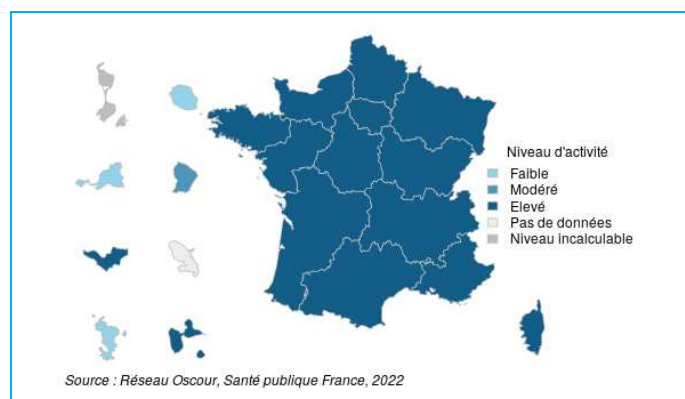 Niveau d'activité
Faible
Modéré
Elevé
Pas de données
Niveau incalculable
Source : Réseau Oscour, Santé publique France, 2022